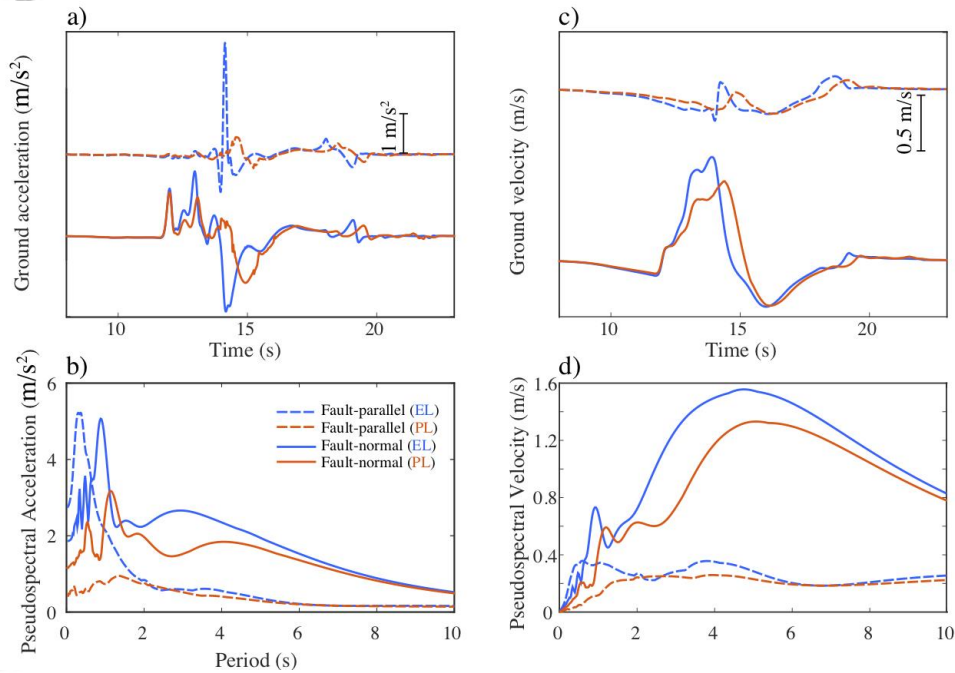 a)
Ground acceleration (m/s²)
1 m/s²
10
15
20
Time (s)
c)
Ground velocity (m/s)
0.5 m/s
10
15
20
Time (s)
b)
Pseudospectral Acceleration (m/s²)
6
4
2
0
Fault-parallel (EL)
Fault-parallel (PL)
Fault-normal (EL)
Fault-normal (PL)
0
2
4
6
8
10
Period (s)
d)
Pseudospectral Velocity (m/s)
1.6
1.2
0.8
0.4
0
0
2
4
6
8
10